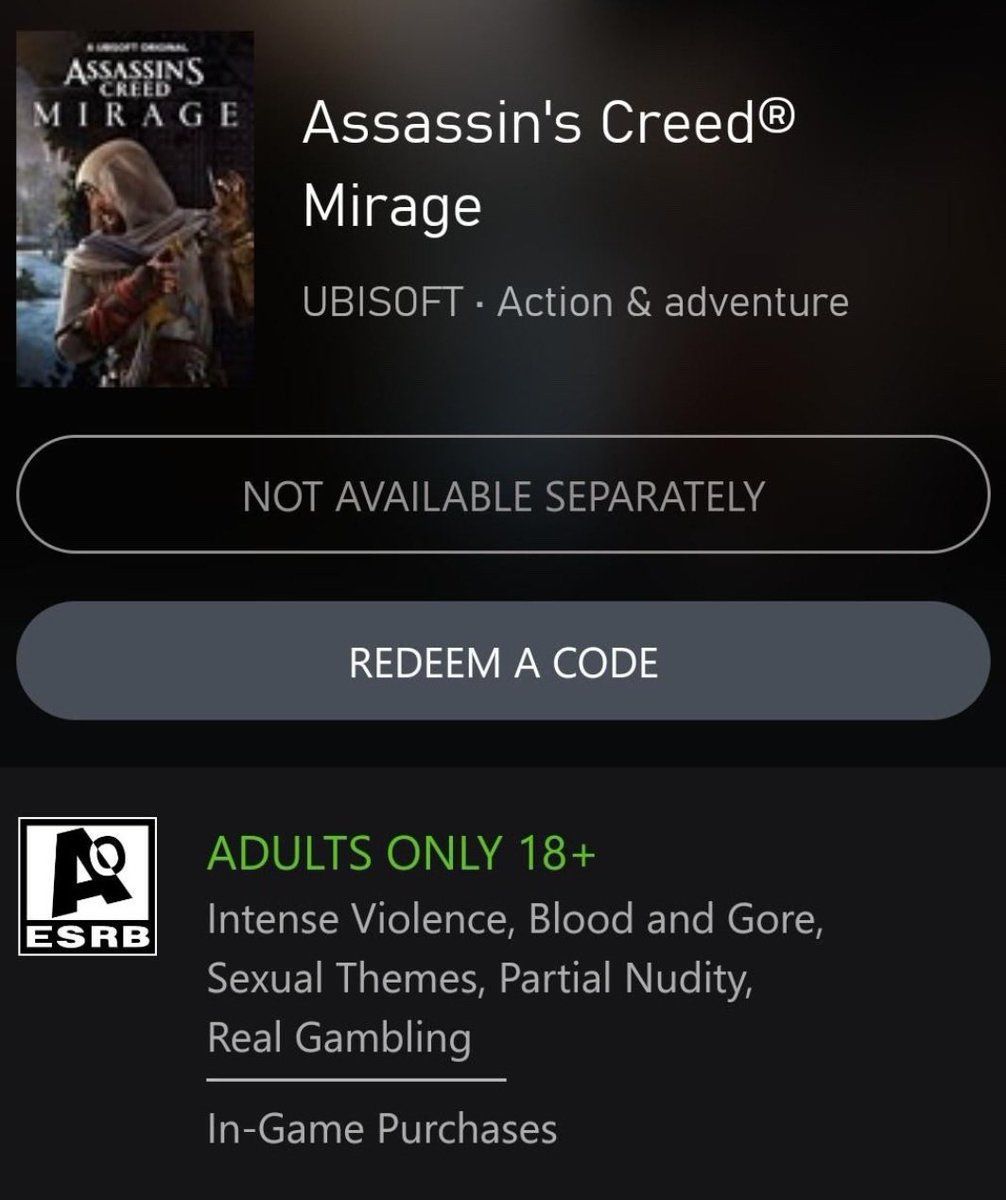 A UBISOFT ORIGINAL
ASSASSIN'S
CREED
MIRAGE
Assassin's Creed®
Mirage
UBISOFT · Action & adventure
NOT AVAILABLE SEPARATELY
REDEEM A CODE
AO
ESRB
ADULTS ONLY 18+
Intense Violence, Blood and Gore,
Sexual Themes, Partial Nudity,
Real Gambling
In-Game Purchases